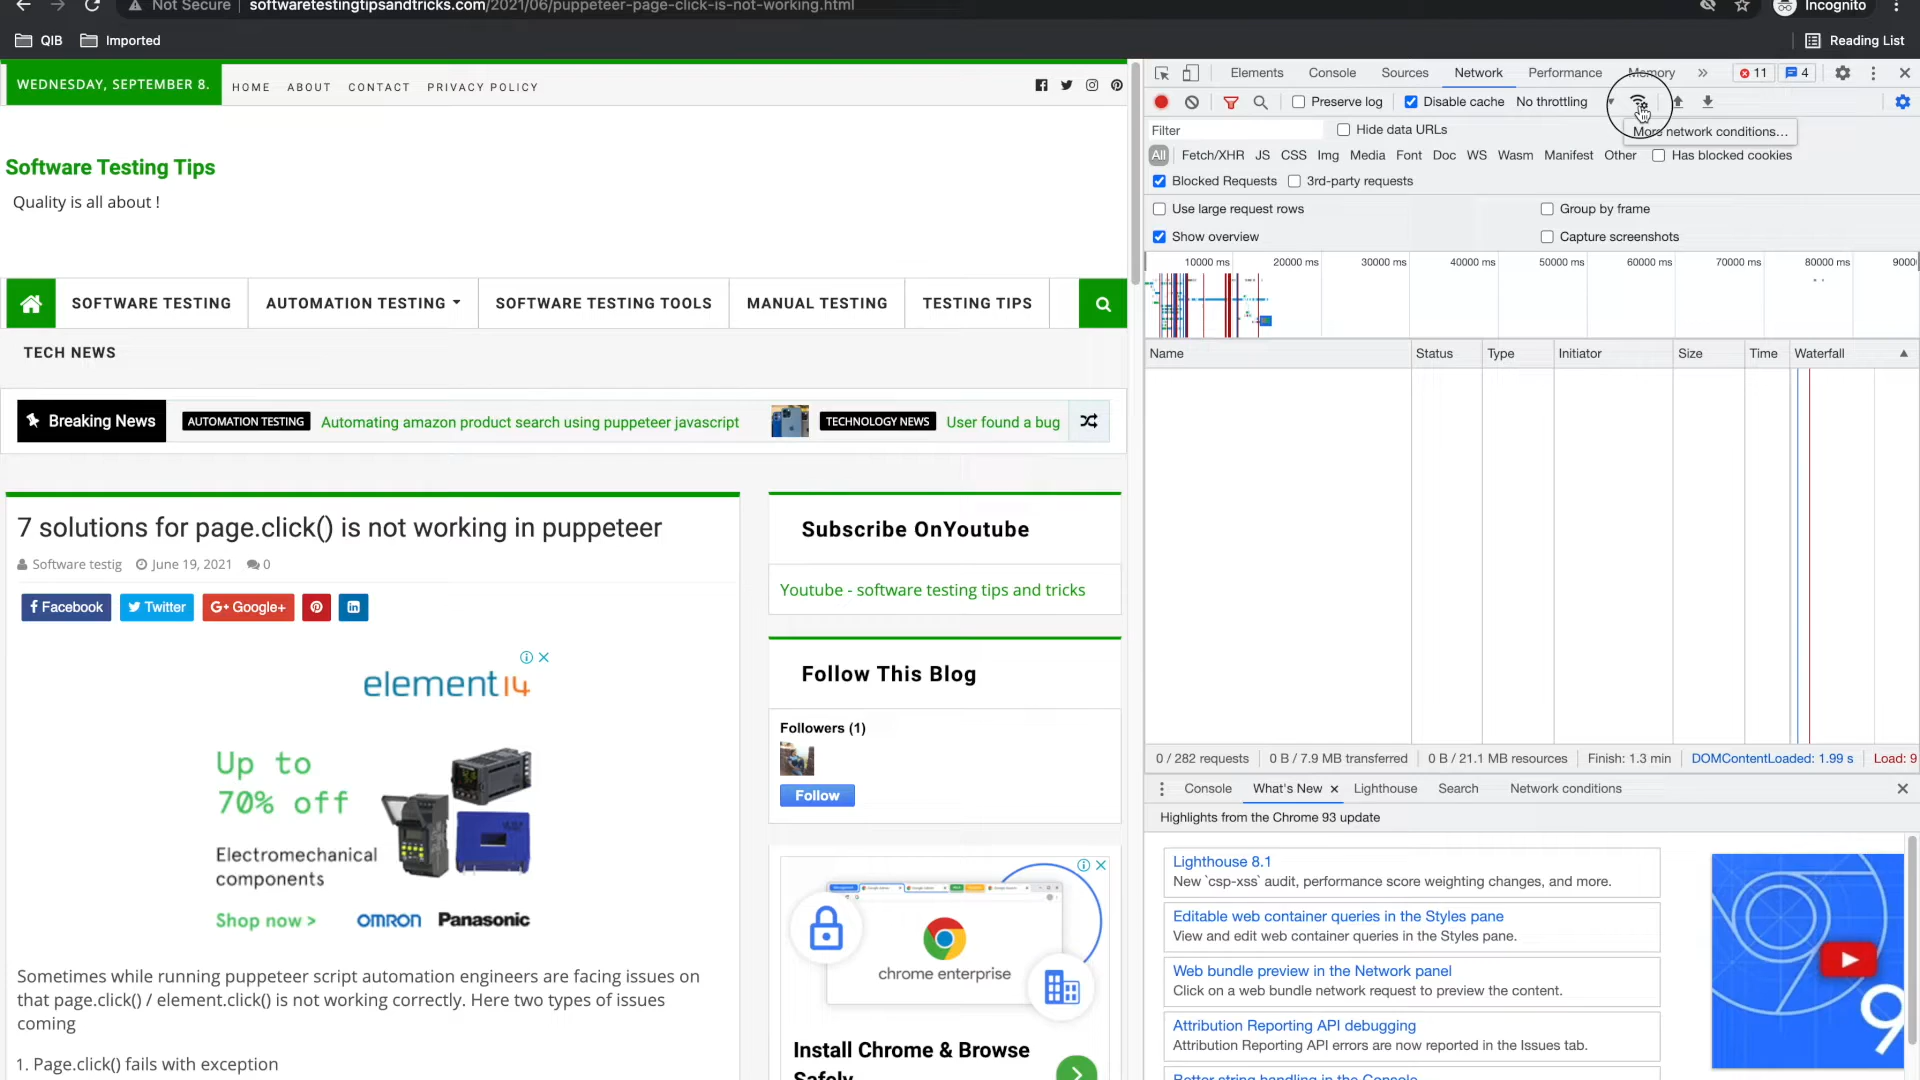 Not Secure
softwaretestingtipsandtricks.com/2021/06/puppeteer-page-click-is-not-working.html
Incognito
QIB
Imported
Reading List
WEDNESDAY, SEPTEMBER 8.
HOME ABOUT CONTACT PRIVACY POLICY
Software Testing Tips
Quality is all about !
SOFTWARE TESTING
AUTOMATION TESTING
SOFTWARE TESTING TOOLS
MANUAL TESTING
TESTING TIPS
TECH NEWS
Breaking News
AUTOMATION TESTING
Automating amazon product search using puppeteer javascript
TECHNOLOGY NEWS
User found a bug
7 solutions for page.click() is not working in puppeteer
Software testig June 19, 2021 0
Facebook
Twitter
G+ Google+
element14
Up to
70% off
Electromechanical
components
Shop now >
OMRON Panasonic
Sometimes while running puppeteer script automation engineers are facing issues on
that page.click() / element.click() is not working correctly. Here two types of issues
coming
1. Page.click() fails with exception
Subscribe OnYoutube
Youtube - software testing tips and tricks
Follow This Blog
Followers (1)
Follow
chrome enterprise
Install Chrome & Browse
Safely
Elements Console Sources Network Performance Memory » 11 4
Preserve log Disable cache No throttling
More network conditions…
Filter
Hide data URLs
All Fetch/XHR JS CSS Img Media Font Doc WS Wasm Manifest Other Has blocked cookies
Blocked Requests 3rd-party requests
Use large request rows
Group by frame
Show overview
Capture screenshots
10000 ms 20000 ms 30000 ms 40000 ms 50000 ms 60000 ms 70000 ms 80000 ms 9000
Name Status Type Initiator Size Time Waterfall
0 / 282 requests 0 B / 7.9 MB transferred 0 B / 21.1 MB resources Finish: 1.3 min DOMContentLoaded: 1.99 s Load: 9
Console What's New Lighthouse Search Network conditions
Highlights from the Chrome 93 update
Lighthouse 8.1
New `csp-xss` audit, performance score weighting changes, and more.
Editable web container queries in the Styles pane
View and edit web container queries in the Styles pane.
Web bundle preview in the Network panel
Click on a web bundle network request to preview the content.
Attribution Reporting API debugging
Attribution Reporting API errors are now reported in the Issues tab.
Better string handling in the Console
9